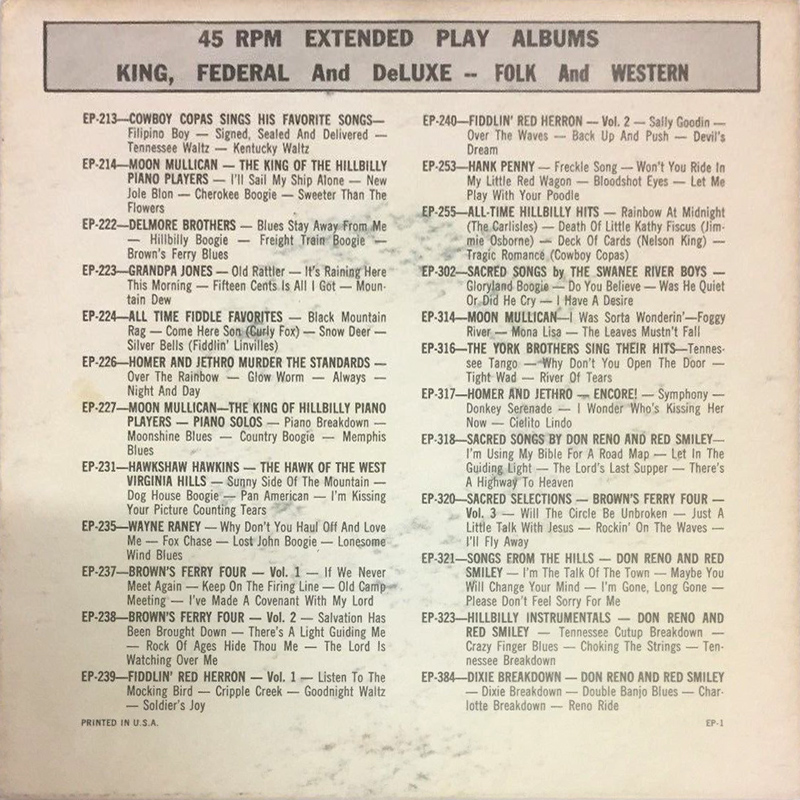 45 RPM EXTENDED PLAY ALBUMS
KING, FEDERAL And DeLUXE -- FOLK And WESTERN
EP-213—COWBOY COPAS SINGS HIS FAVORITE SONGS—
Filipino Boy — Signed, Sealed And Delivered —
Tennessee Waltz — Kentucky Waltz
EP-214—MOON MULLICAN — THE KING OF THE HILLBILLY
PIANO PLAYERS — I'll Sail My Ship Alone — New
Jole Blon — Cherokee Boogie — Sweeter Than The
Flowers
EP-222—DELMORE BROTHERS — Blues Stay Away From Me
— Hillbilly Boogie — Freight Train Boogie —
Brown's Ferry Blues
EP-223—GRANDPA JONES — Old Rattler — It's Raining Here
This Morning — Fifteen Cents Is All I Got — Moun-
tain Dew
EP-224—ALL TIME FIDDLE FAVORITES — Black Mountain
Rag — Come Here Son (Curly Fox) — Snow Deer —
Silver Bells (Fiddlin' Linvilles)
EP-226—HOMER AND JETHRO MURDER THE STANDARDS —
Over The Rainbow — Glow Worm — Always —
Night And Day
EP-227—MOON MULLICAN—THE KING OF HILLBILLY PIANO
PLAYERS — PIANO SOLOS — Piano Breakdown —
Moonshine Blues — Country Boogie — Memphis
Blues
EP-231—HAWKSHAW HAWKINS — THE HAWK OF THE WEST
VIRGINIA HILLS — Sunny Side Of The Mountain —
Dog House Boogie — Pan American — I'm Kissing
Your Picture Counting Tears
EP-235—WAYNE RANEY — Why Don't You Haul Off And Love
Me — Fox Chase — Lost John Boogie — Lonesome
Wind Blues
EP-237—BROWN'S FERRY FOUR — Vol. 1 — If We Never
Meet Again — Keep On The Firing Line — Old Camp
Meeting — I've Made A Covenant With My Lord
EP-238—BROWN'S FERRY FOUR — Vol. 2 — Salvation Has
Been Brought Down — There's A Light Guiding Me
— Rock Of Ages Hide Thou Me — The Lord Is
Watching Over Me
EP-239—FIDDLIN' RED HERRON — Vol. 1 — Listen To The
Mocking Bird — Cripple Creek — Goodnight Waltz
— Soldier's Joy
EP-240—FIDDLIN' RED HERRON — Vol. 2 — Sally Goodin —
Over The Waves — Back Up And Push — Devil's
Dream
EP-253—HANK PENNY — Freckle Song — Won't You Ride In
My Little Red Wagon — Bloodshot Eyes — Let Me
Play With Your Poodle
EP-255—ALL-TIME HILLBILLY HITS — Rainbow At Midnight
(The Carlisles) — Death Of Little Kathy Fiscus (Jim-
mie Osborne) — Deck Of Cards (Nelson King) —
Tragic Romance (Cowboy Copas)
EP-302—SACRED SONGS by THE SWANEE RIVER BOYS —
Gloryland Boogie — Do You Believe — Was He Quiet
Or Did He Cry — I Have A Desire
EP-314—MOON MULLICAN—I Was Sorta Wonderin'—Foggy
River — Mona Lisa — The Leaves Mustn't Fall
EP-316—THE YORK BROTHERS SING THEIR HITS—Tennes-
see Tango — Why Don't You Open The Door —
Tight Wad — River Of Tears
EP-317—HOMER AND JETHRO — ENCORE! — Symphony —
Donkey Serenade — I Wonder Who's Kissing Her
Now — Cielito Lindo
EP-318—SACRED SONGS BY DON RENO AND RED SMILEY—
I'm Using My Bible For A Road Map — Let In The
Guiding Light — The Lord's Last Supper — There's
A Highway To Heaven
EP-320—SACRED SELECTIONS — BROWN'S FERRY FOUR —
Vol. 3 — Will The Circle Be Unbroken — Just A
Little Talk With Jesus — Rockin' On The Waves —
I'll Fly Away
EP-321—SONGS EROM THE HILLS — DON RENO AND RED
SMILEY — I'm The Talk Of The Town — Maybe You
Will Change Your Mind — I'm Gone, Long Gone —
Please Don't Feel Sorry For Me
EP-323—HILLBILLY INSTRUMENTALS — DON RENO AND
RED SMILEY — Tennessee Cutup Breakdown —
Crazy Finger Blues — Choking The Strings — Ten-
nessee Breakdown
EP-384—DIXIE BREAKDOWN — DON RENO AND RED SMILEY
— Dixie Breakdown — Double Banjo Blues — Char-
lotte Breakdown — Reno Ride
PRINTED IN U.S.A.
EP-1